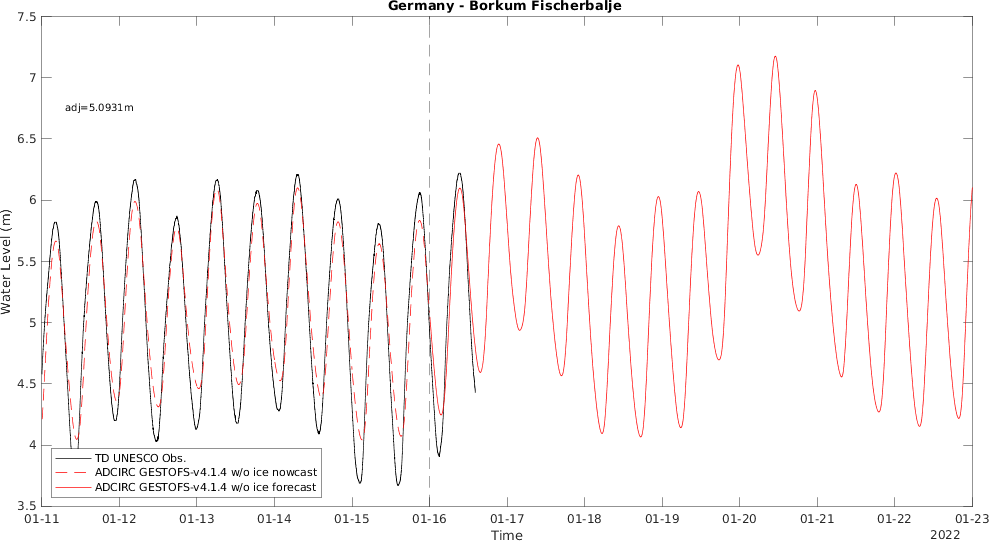 Germany - Borkum Fischerbalje
7.5
7
6.5
6
5.5
5
4.5
4
3.5
Water Level (m)
adj=5.0931m
TD UNESCO Obs.
ADCIRC GESTOFS-v4.1.4 w/o ice nowcast
ADCIRC GESTOFS-v4.1.4 w/o ice forecast
01-11 01-12 01-13 01-14 01-15 01-16 01-17 01-18 01-19 01-20 01-21 01-22 01-23
Time
2022